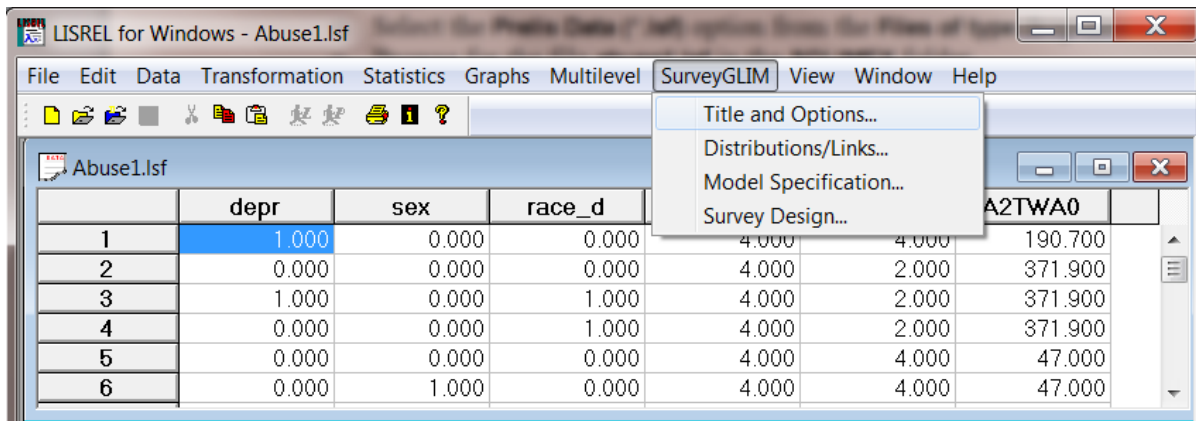 LISREL for Windows - Abuse1.lsf
File Edit Data Transformation Statistics Graphs Multilevel SurveyGLIM View Window Help
Title and Options...
Distributions/Links...
Model Specification...
Survey Design...
Abuse1.lsf
depr sex race_d A2TWA0
1 1.000 0.000 0.000 4.000 4.000 190.700
2 0.000 0.000 0.000 4.000 2.000 371.900
3 1.000 0.000 1.000 4.000 2.000 371.900
4 0.000 0.000 1.000 4.000 2.000 371.900
5 0.000 0.000 0.000 4.000 4.000 47.000
6 0.000 1.000 0.000 4.000 4.000 47.000